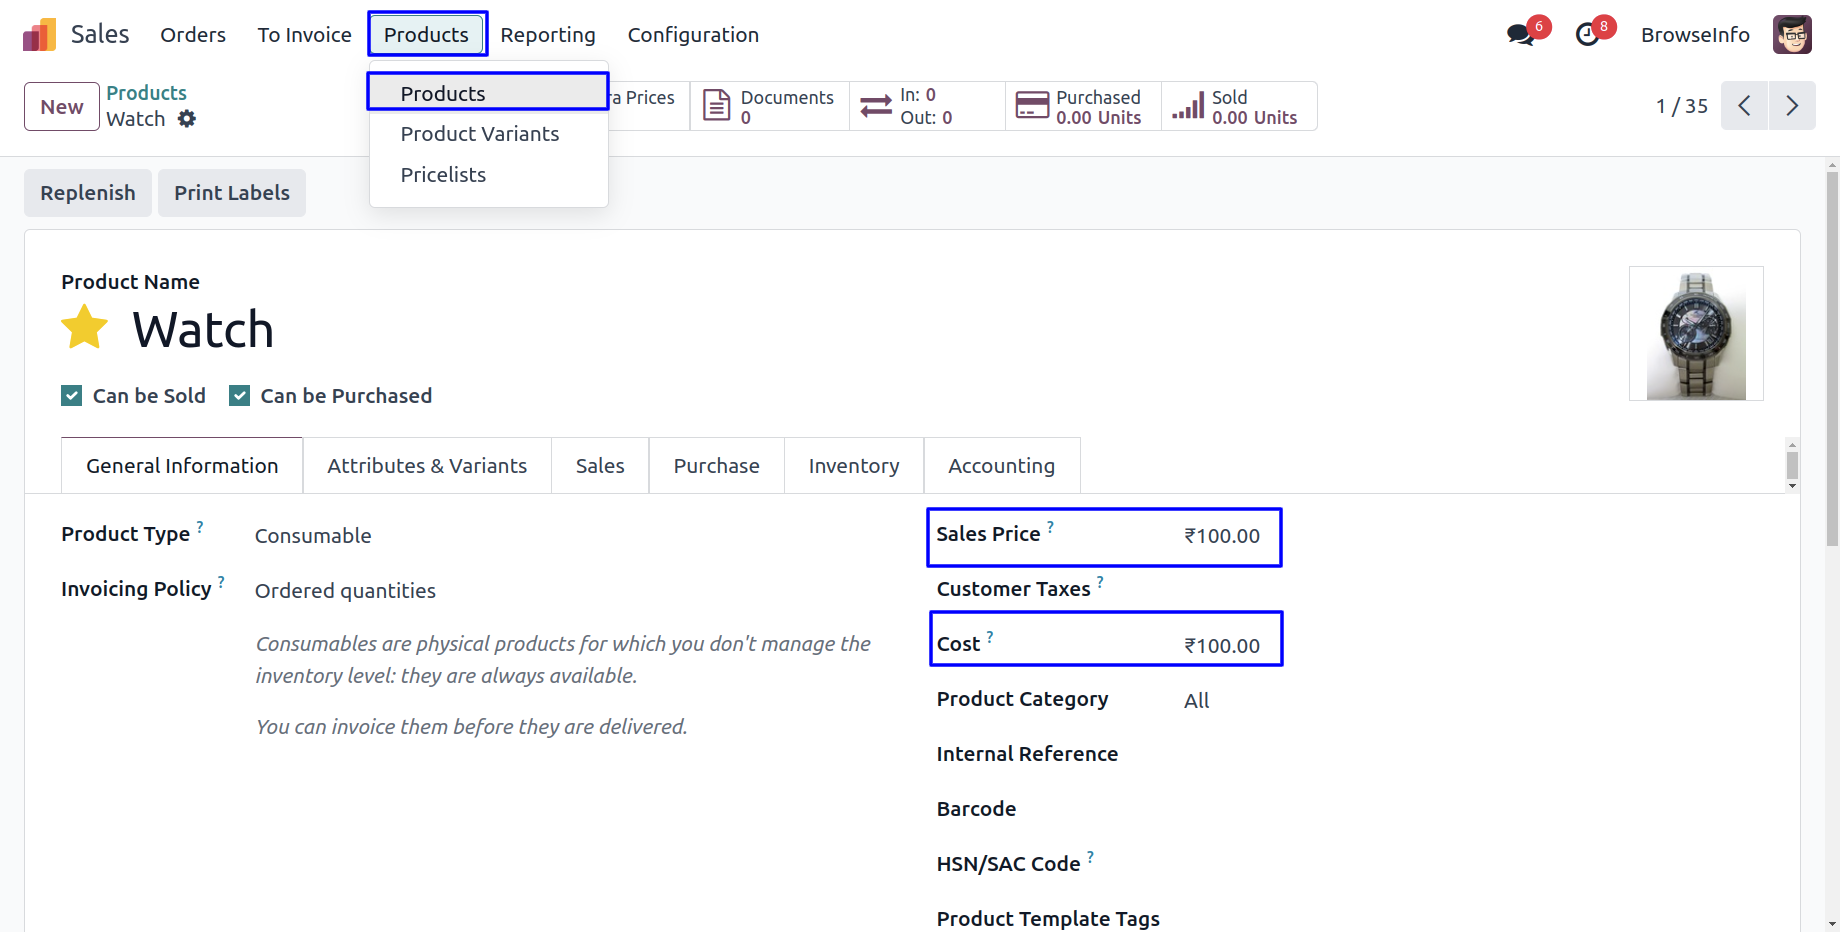 Sales Orders To Invoice Products Reporting Configuration 6 8 BrowseInfo
New Products
Watch
Products
Product Variants
Pricelists
Prices
Documents
0
In: 0
Out: 0
Purchased
0.00 Units
Sold
0.00 Units
1 / 35
Replenish Print Labels
Product Name
Watch
Can be Sold Can be Purchased
General Information Attributes & Variants Sales Purchase Inventory Accounting
Product Type ? Consumable
Invoicing Policy ? Ordered quantities
Consumables are physical products for which you don't manage the
inventory level: they are always available.
You can invoice them before they are delivered.
Sales Price ? ₹100.00
Customer Taxes ?
Cost ? ₹100.00
Product Category All
Internal Reference
Barcode
HSN/SAC Code ?
Product Template Tags